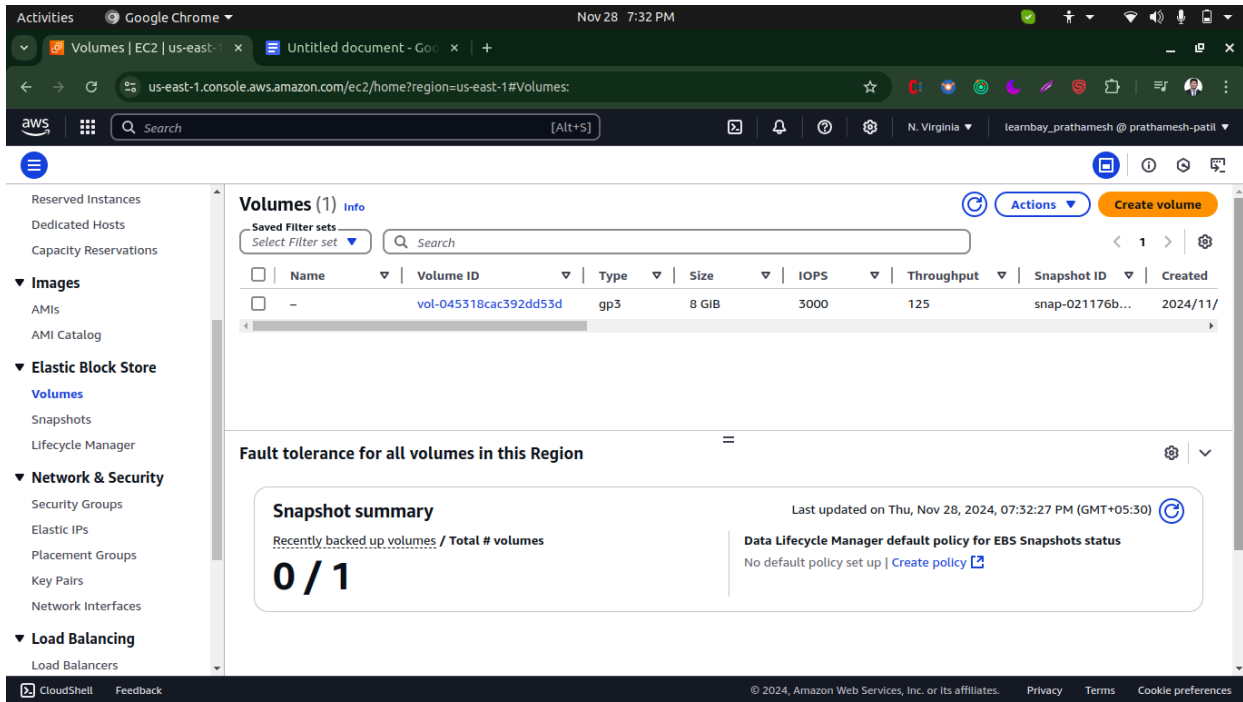 Activities Google Chrome Nov 28 7:32 PM
Volumes | EC2 | us-east-1 Untitled document - Goo
us-east-1.console.aws.amazon.com/ec2/home?region=us-east-1#Volumes:
aws Search [Alt+S] N. Virginia learnbay_prathamesh @ prathamesh-patil
Reserved Instances
Dedicated Hosts
Capacity Reservations
Images
AMIs
AMI Catalog
Elastic Block Store
Volumes
Snapshots
Lifecycle Manager
Network & Security
Security Groups
Elastic IPs
Placement Groups
Key Pairs
Network Interfaces
Load Balancing
Load Balancers
Volumes (1) Info Actions Create volume
Saved Filter sets
Select Filter set Search 1
Name Volume ID Type Size IOPS Throughput Snapshot ID Created
– vol-045318cac392dd53d gp3 8 GiB 3000 125 snap-021176b... 2024/11/
Fault tolerance for all volumes in this Region
Snapshot summary Last updated on Thu, Nov 28, 2024, 07:32:27 PM (GMT+05:30)
Recently backed up volumes / Total # volumes Data Lifecycle Manager default policy for EBS Snapshots status
No default policy set up | Create policy
0 / 1
CloudShell Feedback © 2024, Amazon Web Services, Inc. or its affiliates. Privacy Terms Cookie preferences